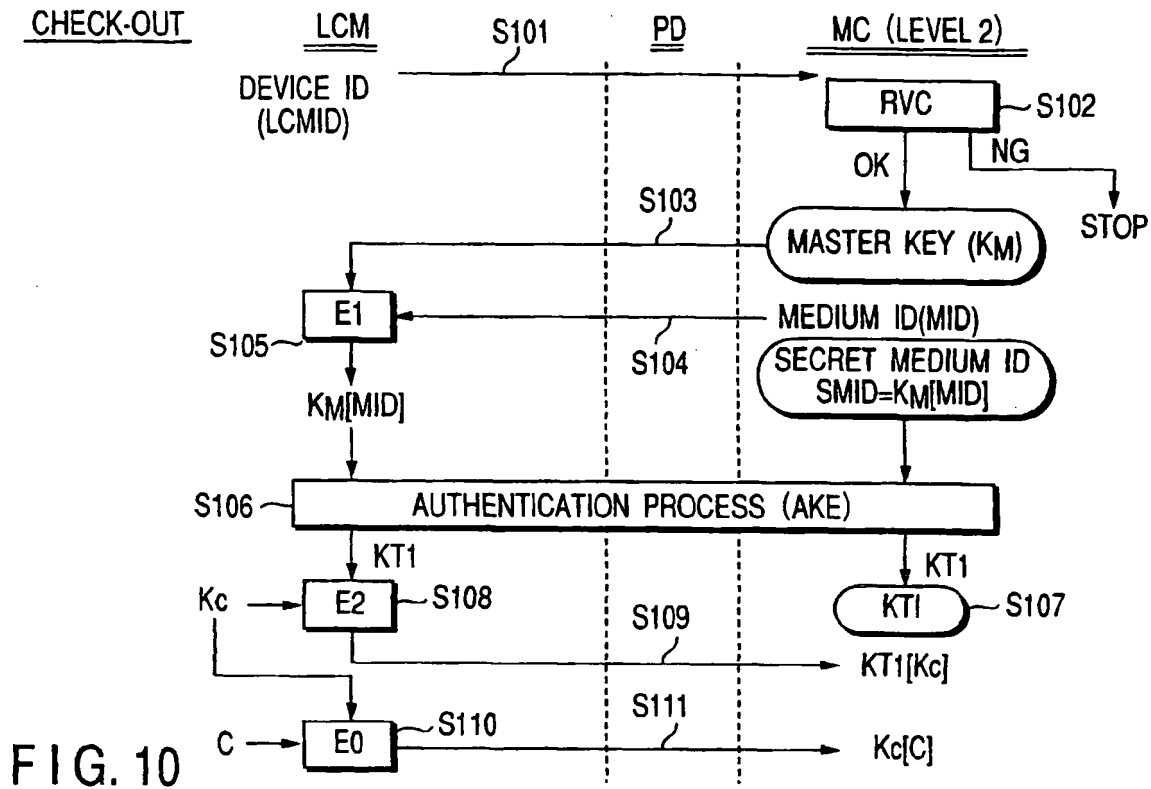 CHECK-OUT
LCM
S101
PD
MC (LEVEL 2)
DEVICE ID
(LCMID)
RVC
S102
OK
NG
STOP
S103
MASTER KEY (KM)
E1
S105
S104
MEDIUM ID(MID)
SECRET MEDIUM ID
SMID=KM[MID]
KM[MID]
S106
AUTHENTICATION PROCESS (AKE)
KT1
KT1
Kc
E2
S108
S109
KTI
S107
KT1[Kc]
C
E0
S110
S111
Kc[C]
FIG. 10